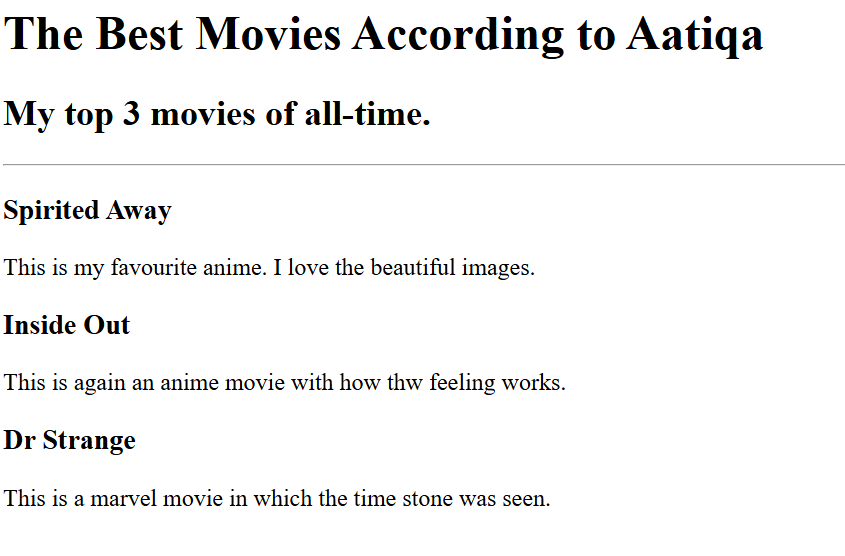 The Best Movies According to Aatiqa
My top 3 movies of all-time.
Spirited Away
This is my favourite anime. I love the beautiful images.
Inside Out
This is again an anime movie with how thw feeling works.
Dr Strange
This is a marvel movie in which the time stone was seen.